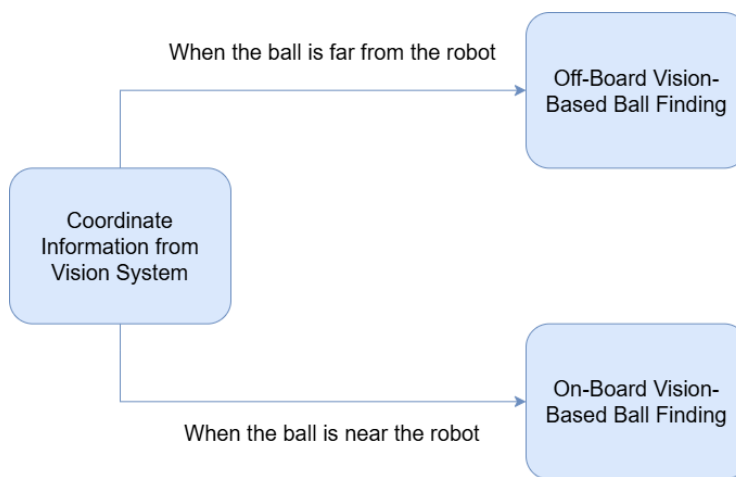 When the ball is far from the robot
Off-Board Vision-
Based Ball Finding
Coordinate
Information from
Vision System
On-Board Vision-
Based Ball Finding
When the ball is near the robot